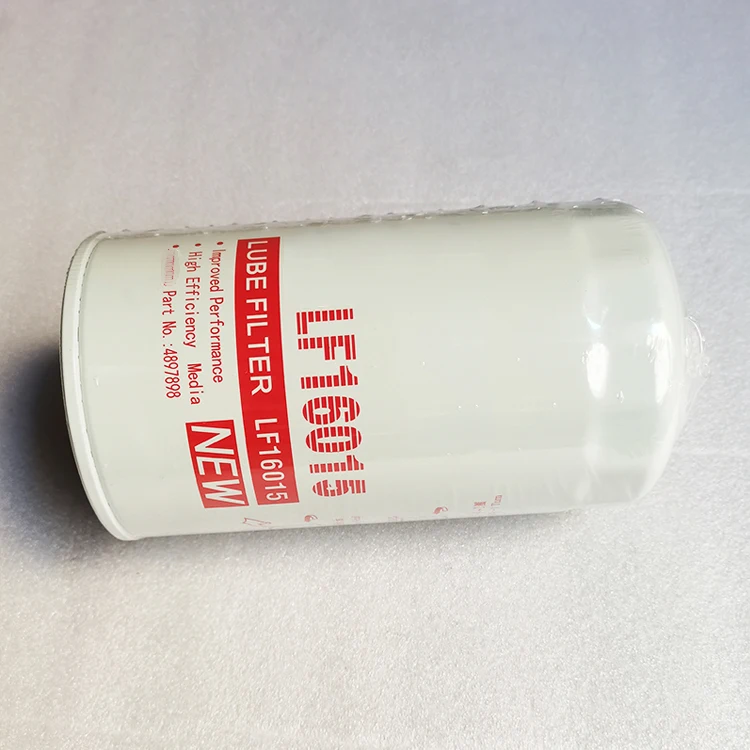 LF16015
LUBE FILTER LF16015
• Improved Performance
• High Efficiency Media
Part No.:4897898
NEW